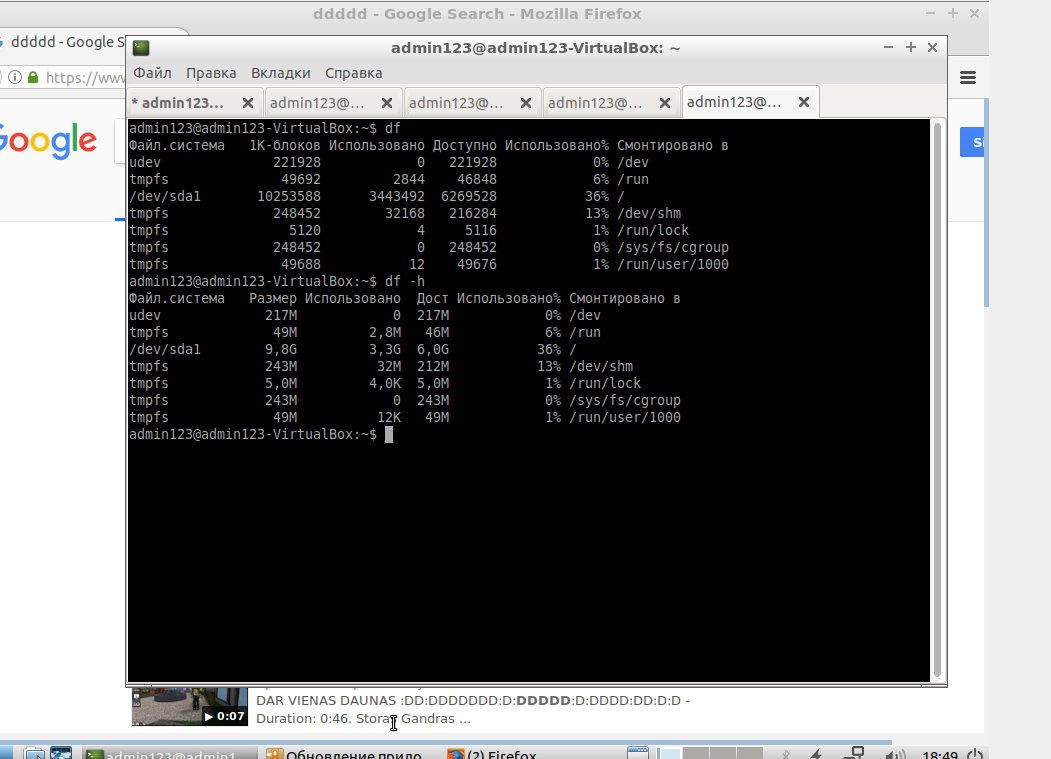 ddddd - Google Search - Mozilla Firefox
ddddd - Google S
https://www
Google
Si
admin123@admin123-VirtualBox: ~
Файл Правка Вкладки Справка
* admin123... admin123@... admin123@... admin123@... admin123@...
admin123@admin123-VirtualBox:~$ df
Файл.система 1K-блоков Использовано Доступно Использовано% Смонтировано в
udev 221928 0 221928 0% /dev
tmpfs 49692 2844 46848 6% /run
/dev/sda1 10253588 3443492 6269528 36% /
tmpfs 248452 32168 216284 13% /dev/shm
tmpfs 5120 4 5116 1% /run/lock
tmpfs 248452 0 248452 0% /sys/fs/cgroup
tmpfs 49688 12 49676 1% /run/user/1000
admin123@admin123-VirtualBox:~$ df -h
Файл.система Размер Использовано Дост Использовано% Смонтировано в
udev 217M 0 217M 0% /dev
tmpfs 49M 2,8M 46M 6% /run
/dev/sda1 9,8G 3,3G 6,0G 36% /
tmpfs 243M 32M 212M 13% /dev/shm
tmpfs 5,0M 4,0K 5,0M 1% /run/lock
tmpfs 243M 0 243M 0% /sys/fs/cgroup
tmpfs 49M 12K 49M 1% /run/user/1000
admin123@admin123-VirtualBox:~$
DAR VIENAS DAUNAS :DD:DDDDDDD:D:DDDDD:D:DDDD:DD:D:D -
0:07
Duration: 0:46. Storas Gandras ...
admin123@admin1 Обновление прило (2) Firefox 18:49